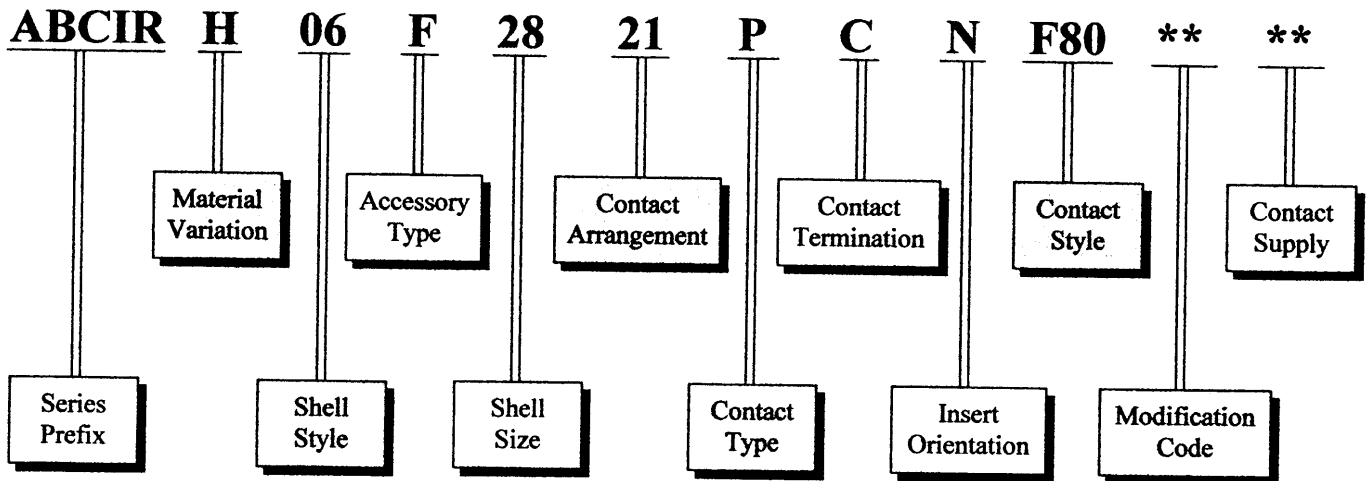 ABCIR H 06 F 28 21 P C N F80 ** **
Material
Variation
Accessory
Type
Contact
Arrangement
Contact
Termination
Contact
Style
Contact
Supply
Series
Prefix
Shell
Style
Shell
Size
Contact
Type
Insert
Orientation
Modification
Code